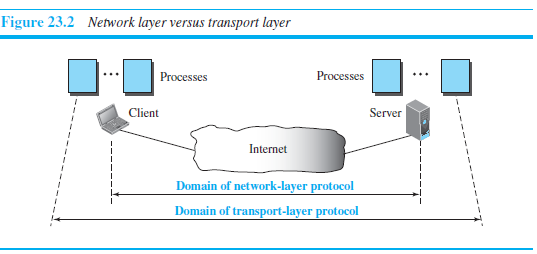 Figure 23.2 Network layer versus transport layer
Processes
Processes
Client
Server
Internet
Domain of network-layer protocol
Domain of transport-layer protocol